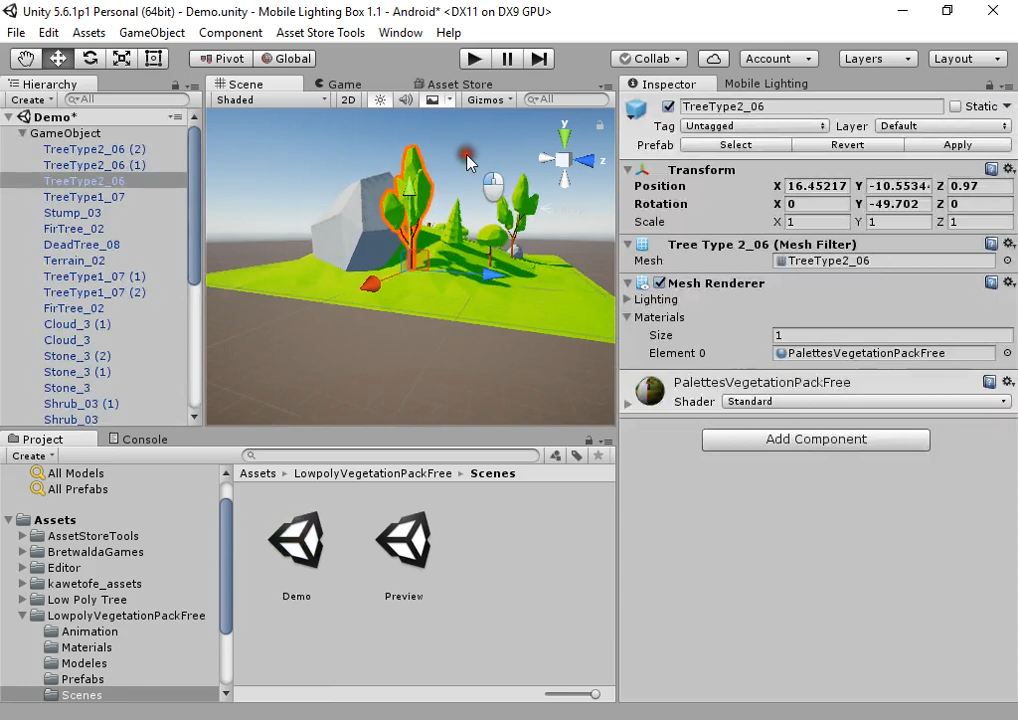 Unity 5.6.1p1 Personal (64bit) - Demo.unity - Mobile Lighting Box 1.1 - Android* <DX11 on DX9 GPU>
File Edit Assets GameObject Component Asset Store Tools Window Help
Pivot Global Collab Account Layers Layout
Hierarchy
Create All
Demo*
GameObject
TreeType2_06 (2)
TreeType2_06 (1)
TreeType2_06
TreeType1_07
Stump_03
FirTree_02
DeadTree_08
Terrain_02
TreeType1_07 (1)
TreeType1_07 (2)
FirTree_02
Cloud_3 (1)
Cloud_3
Stone_3 (2)
Stone_3 (1)
Stone_3
Shrub_03 (1)
Shrub_03
Scene Game Asset Store
Shaded 2D Gizmos All
y
z
Inspector Mobile Lighting
TreeType2_06 Static
Tag Untagged Layer Default
Prefab Select Revert Apply
Transform
Position X 16.45217 Y -10.5534 Z 0.97
Rotation X 0 Y -49.702 Z 0
Scale X 1 Y 1 Z 1
Tree Type 2_06 (Mesh Filter)
Mesh TreeType2_06
Mesh Renderer
Lighting
Materials
Size 1
Element 0 PalettesVegetationPackFree
PalettesVegetationPackFree
Shader Standard
Add Component
Project Console
Create
All Models
All Prefabs
Assets
AssetStoreTools
BretwaldaGames
Editor
kawetofe_assets
Low Poly Tree
LowpolyVegetationPackFree
Animation
Materials
Modeles
Prefabs
Scenes
Assets LowpolyVegetationPackFree Scenes
Demo Preview